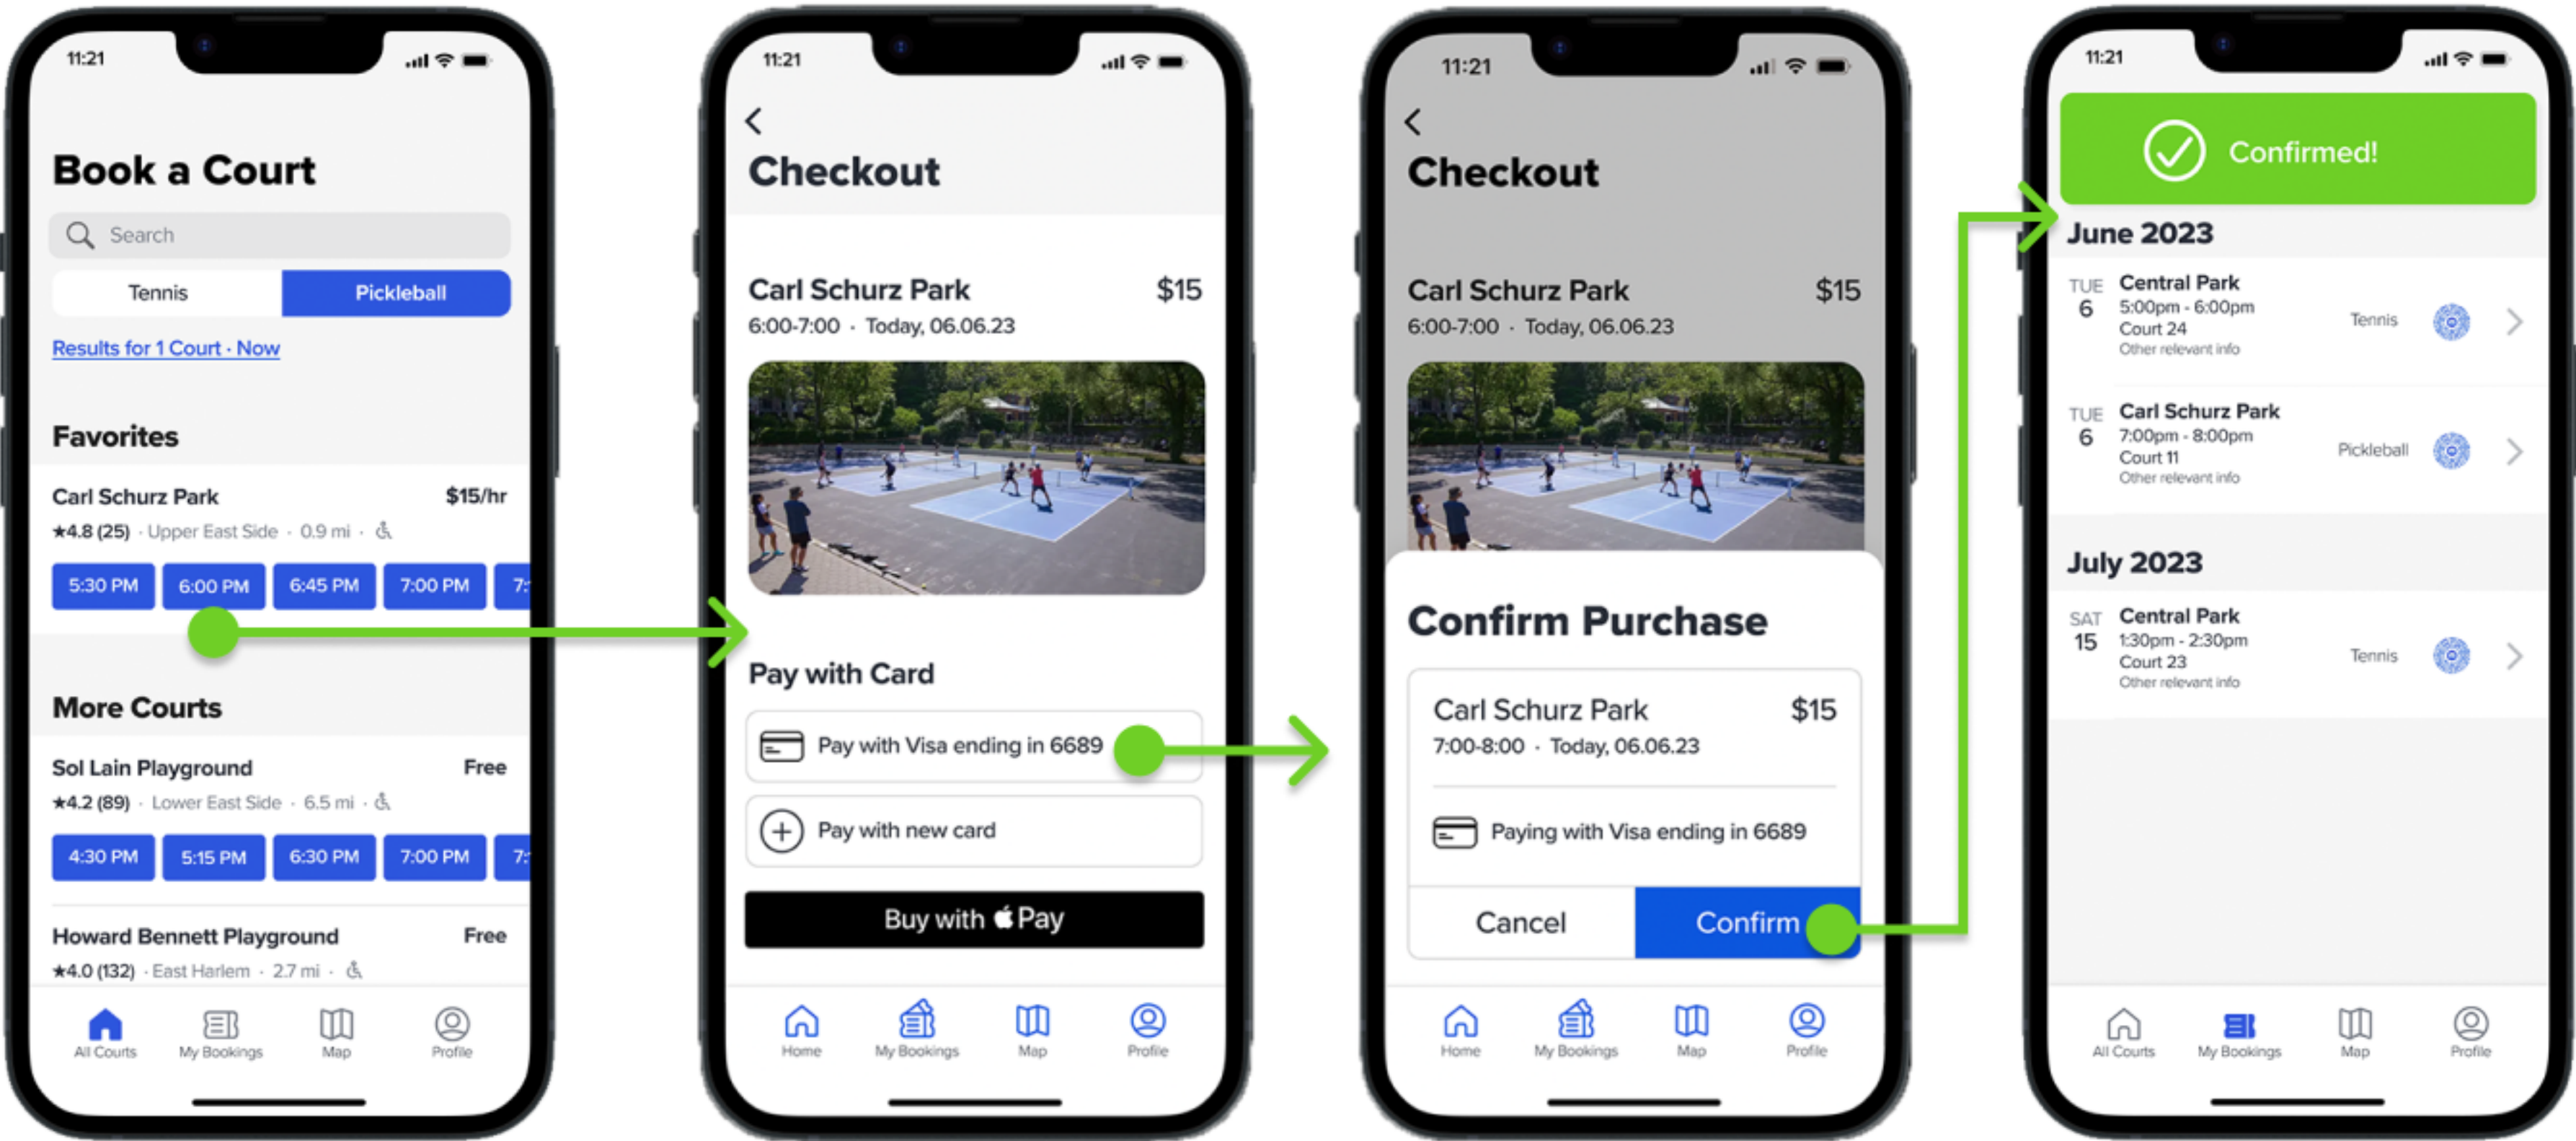 11:21
Book a Court
Search
Tennis
Pickleball
Results for 1 Court · Now
Favorites
Carl Schurz Park $15/hr
★4.8 (25) · Upper East Side · 0.9 mi ·
5:30 PM 6:00 PM 6:45 PM 7:00 PM 7:
More Courts
Sol Lain Playground Free
★4.2 (89) · Lower East Side · 6.5 mi ·
4:30 PM 5:15 PM 6:30 PM 7:00 PM 7:
Howard Bennett Playground Free
★4.0 (132) · East Harlem · 2.7 mi ·
All Courts My Bookings Map Profile
11:21
Checkout
Carl Schurz Park $15
6:00-7:00 · Today, 06.06.23
Pay with Card
Pay with Visa ending in 6689
Pay with new card
Buy with Pay
Home My Bookings Map Profile
11:21
Checkout
Carl Schurz Park $15
6:00-7:00 · Today, 06.06.23
Confirm Purchase
Carl Schurz Park $15
7:00-8:00 · Today, 06.06.23
Paying with Visa ending in 6689
Cancel Confirm
Home My Bookings Map Profile
11:21
Confirmed!
June 2023
TUE 6
Central Park
5:00pm - 6:00pm
Court 24
Other relevant info
Tennis
TUE 6
Carl Schurz Park
7:00pm - 8:00pm
Court 11
Other relevant info
Pickleball
July 2023
SAT 15
Central Park
1:30pm - 2:30pm
Court 23
Other relevant info
Tennis
All Courts My Bookings Map Profile